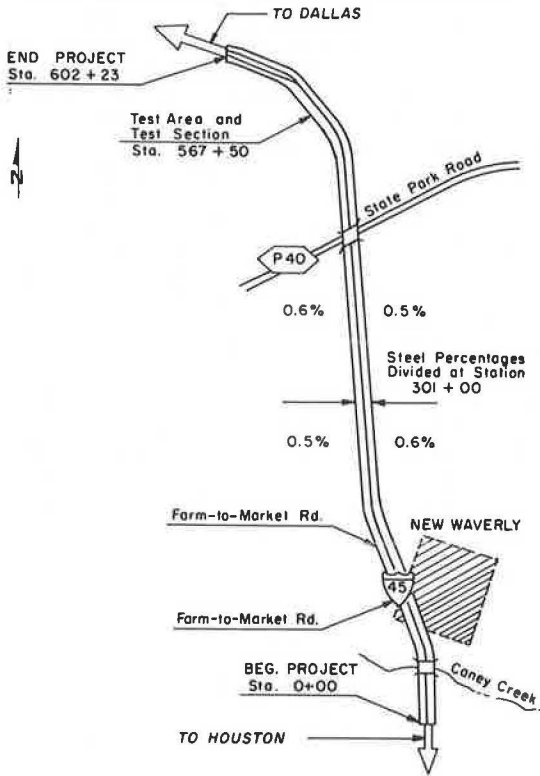 TO DALLAS
END PROJECT
Sta. 602 + 23
Test Area and
Test Section
Sta. 567 + 50
N
State Park Road
P 40
0.6%
0.5%
Steel Percentages
Divided at Station
301 + 00
0.5%
0.6%
Farm-to-Market Rd.
NEW WAVERLY
45
Farm-to-Market Rd.
BEG. PROJECT
Sta. 0+00
Caney Creek
TO HOUSTON